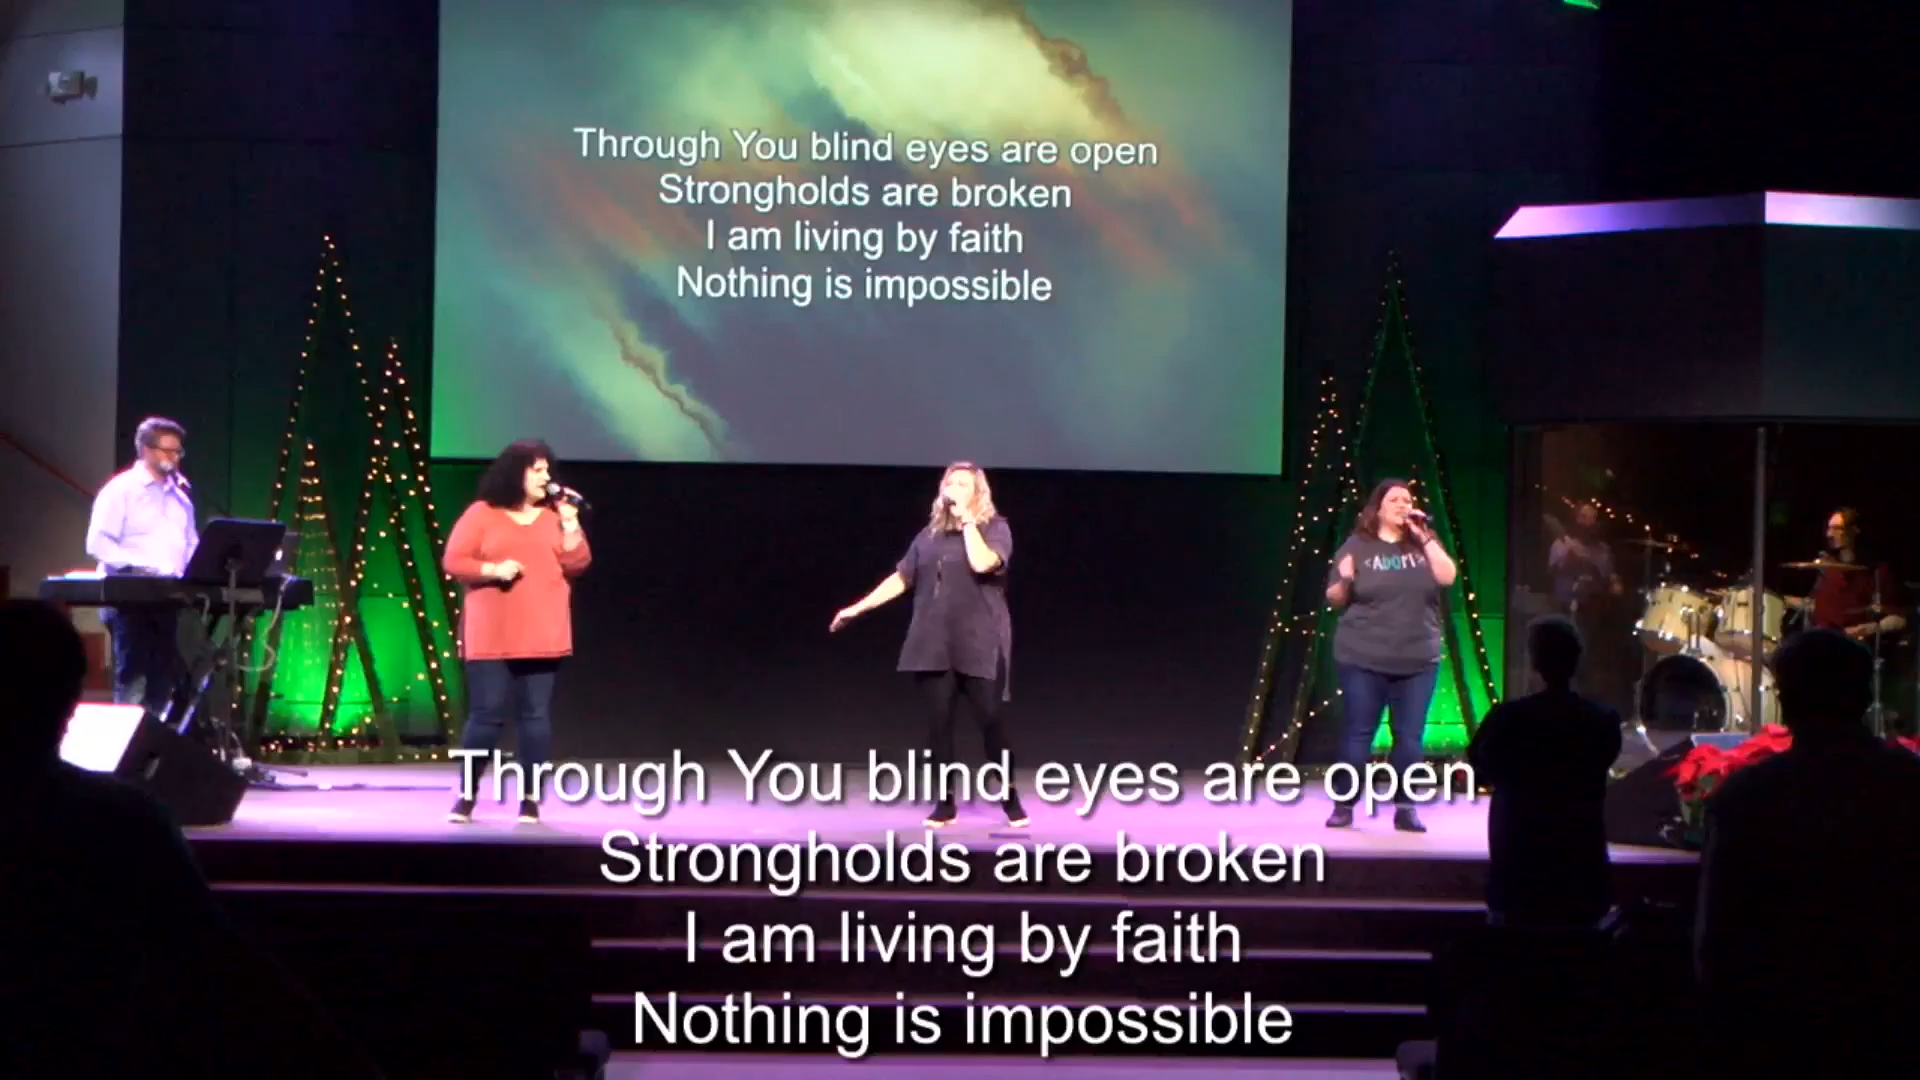 Through You blind eyes are open
Strongholds are broken
I am living by faith
Nothing is impossible
Through You blind eyes are open
Strongholds are broken
I am living by faith
Nothing is impossible